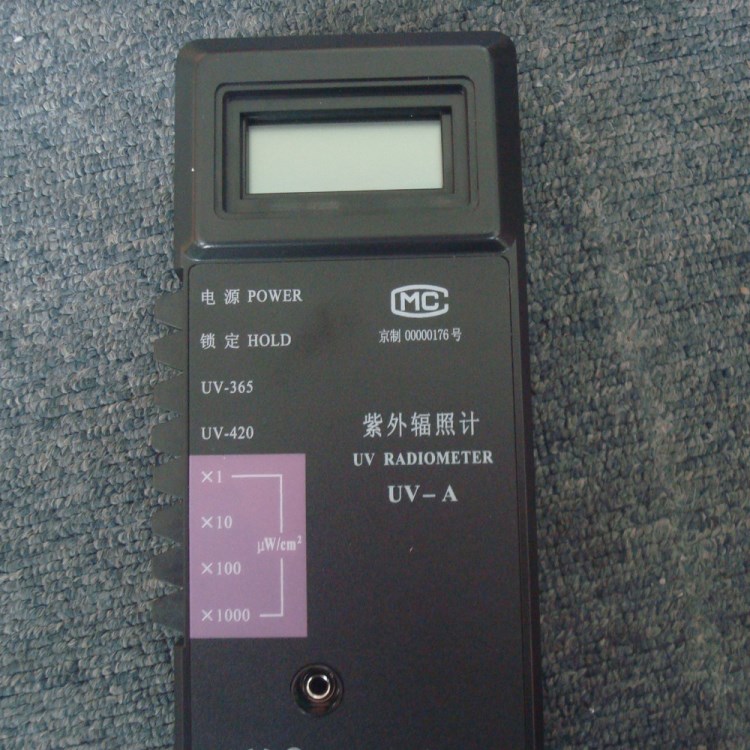 电源 POWER
锁定 HOLD
UV-365
UV-420
×1
×10
×100
×1000
μW/cm²
MC
京制 00000176号
紫外辐照计
UV RADIOMETER
UV-A